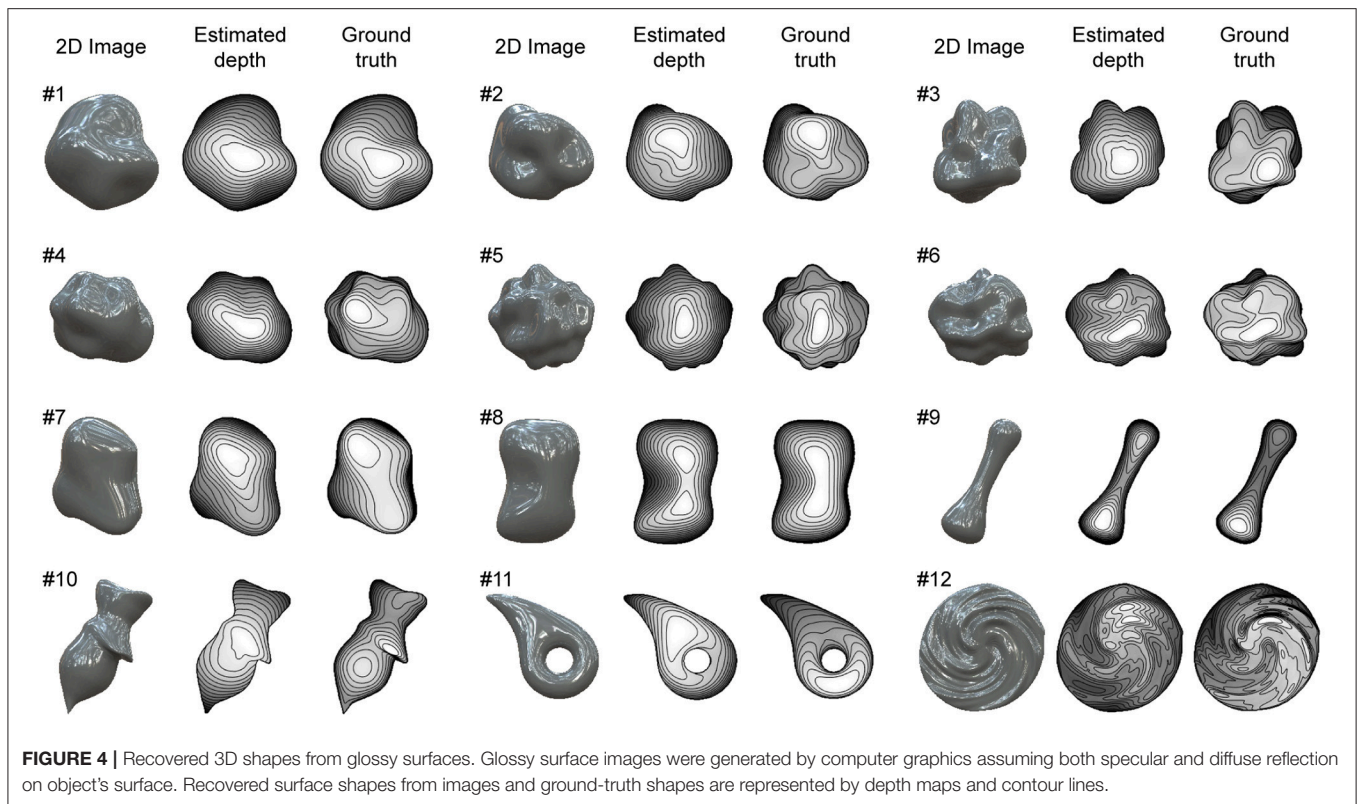 2D Image Estimated depth Ground truth 2D Image Estimated depth Ground truth 2D Image Estimated depth Ground truth
#1 #2 #3
#4 #5 #6
#7 #8 #9
#10 #11 #12
FIGURE 4 | Recovered 3D shapes from glossy surfaces. Glossy surface images were generated by computer graphics assuming both specular and diffuse reflection
on object's surface. Recovered surface shapes from images and ground-truth shapes are represented by depth maps and contour lines.